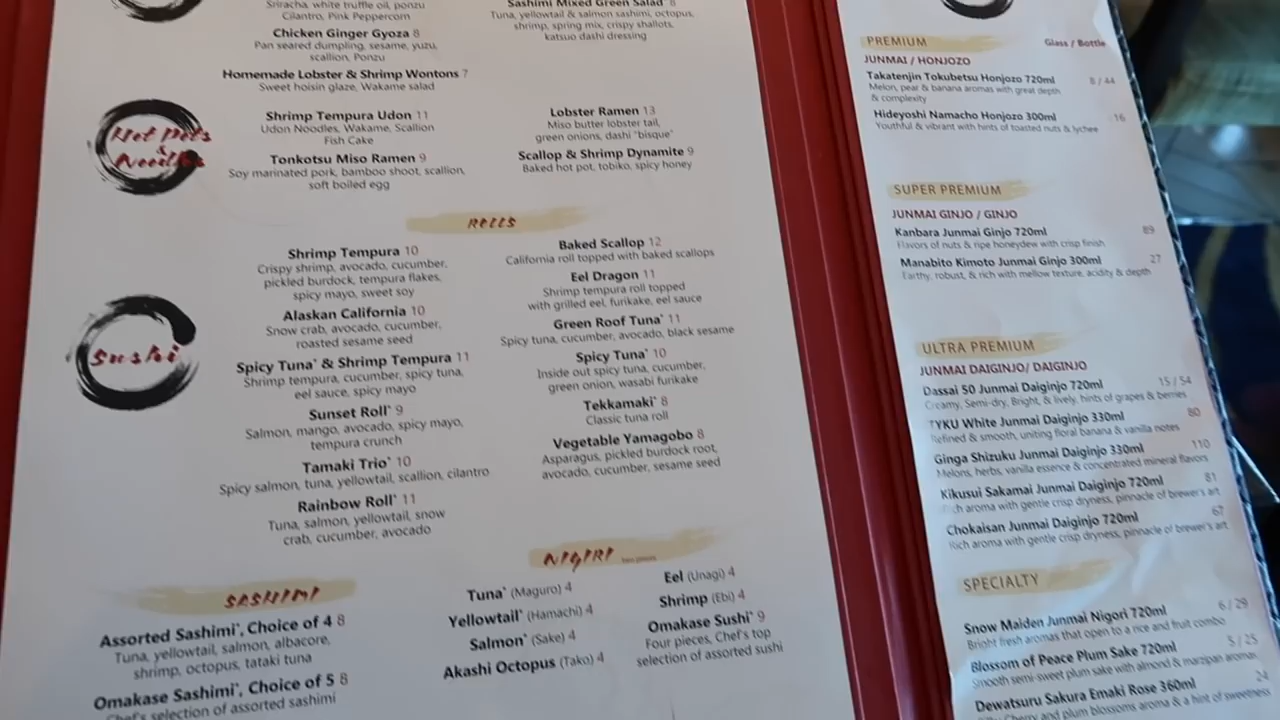 Sriracha, white truffle oil, ponzu
Cilantro, Pink Peppercorn
Chicken Ginger Gyoza 8
Pan seared dumpling, sesame, yuzu,
scallion, Ponzu
Homemade Lobster & Shrimp Wontons 7
Sweet hoisin glaze, Wakame salad
Sashimi Mixed Green Salad* 8
Tuna, yellowtail & salmon sashimi, octopus,
shrimp, spring mix, crispy shallots,
katsuo dashi dressing
Hot Pots
&
Noodles
Shrimp Tempura Udon 11
Udon Noodles, Wakame, Scallion
Fish Cake
Tonkotsu Miso Ramen 9
Soy marinated pork, bamboo shoot, scallion,
soft boiled egg
Lobster Ramen 13
Miso butter lobster tail,
green onions, dashi "bisque"
Scallop & Shrimp Dynamite 9
Baked hot pot, tobiko, spicy honey
Sushi
ROLLS
Shrimp Tempura 10
Crispy shrimp, avocado, cucumber,
pickled burdock, tempura flakes,
spicy mayo, sweet soy
Alaskan California 10
Snow crab, avocado, cucumber,
roasted sesame seed
Spicy Tuna* & Shrimp Tempura 11
Shrimp tempura, cucumber, spicy tuna,
eel sauce, spicy mayo
Sunset Roll* 9
Salmon, mango, avocado, spicy mayo,
tempura crunch
Tamaki Trio* 10
Spicy salmon, tuna, yellowtail, scallion, cilantro
Rainbow Roll* 11
Tuna, salmon, yellowtail, snow
crab, cucumber, avocado
Baked Scallop 12
California roll topped with baked scallops
Eel Dragon 11
Shrimp tempura roll topped
with grilled eel, furikake, eel sauce
Green Roof Tuna* 11
Spicy tuna, cucumber, avocado, black sesame
Spicy Tuna* 10
Inside out spicy tuna, cucumber,
green onion, wasabi furikake
Tekkamaki* 8
Classic tuna roll
Vegetable Yamagobo 8
Asparagus, pickled burdock root,
avocado, cucumber, sesame seed
SASHIMI
Assorted Sashimi*, Choice of 4 8
Tuna, yellowtail, salmon, albacore,
shrimp, octopus, tataki tuna
Omakase Sashimi*, Choice of 5 8
Chef's selection of assorted sashimi
NIGIRI
Tuna* (Maguro) 4
Yellowtail* (Hamachi) 4
Salmon* (Sake) 4
Akashi Octopus (Tako) 4
Eel (Unagi) 4
Shrimp (Ebi) 4
Omakase Sushi* 9
Four pieces, Chef's top
selection of assorted sushi
PREMIUM Glass / Bottle
JUNMAI / HONJOZO
Takatenjin Tokubetsu Honjozo 720ml 8 / 44
Melon, pear & banana aromas with great depth
& complexity
Hideyoshi Namacho Honjozo 300ml 16
Youthful & vibrant with hints of toasted nuts & lychee
SUPER PREMIUM
JUNMAI GINJO / GINJO
Kanbara Junmai Ginjo 720ml 89
Flavors of nuts & ripe honeydew with crisp finish
Manabito Kimoto Junmai Ginjo 300ml 27
Earthy, robust, & rich with mellow texture, acidity & depth
ULTRA PREMIUM
JUNMAI DAIGINJO/ DAIGINJO
Dassai 50 Junmai Daiginjo 720ml 15 / 54
Creamy, Semi-dry, Bright, & lively, hints of grapes & berries
TYKU White Junmai Daiginjo 330ml 80
Refined & smooth, uniting floral banana & vanilla notes
Ginga Shizuku Junmai Daiginjo 330ml 110
Melons, herbs, vanilla essence & concentrated mineral flavors
Kikusui Sakamai Junmai Daiginjo 720ml 81
Rich aroma with gentle crisp dryness, pinnacle of brewer's art
Chokaisan Junmai Daiginjo 720ml 67
Rich aroma with gentle crisp dryness, pinnacle of brewer's art
SPECIALTY
Snow Maiden Junmai Nigori 720ml 6 / 29
Bright fresh aromas that open to a rice and fruit combo
Blossom of Peace Plum Sake 720ml 5 / 25
Smooth semi-sweet plum sake with almond & marzipan aromas
Dewatsuru Sakura Emaki Rose 360ml 24
Cherry and plum blossoms aroma & a hint of sweetness